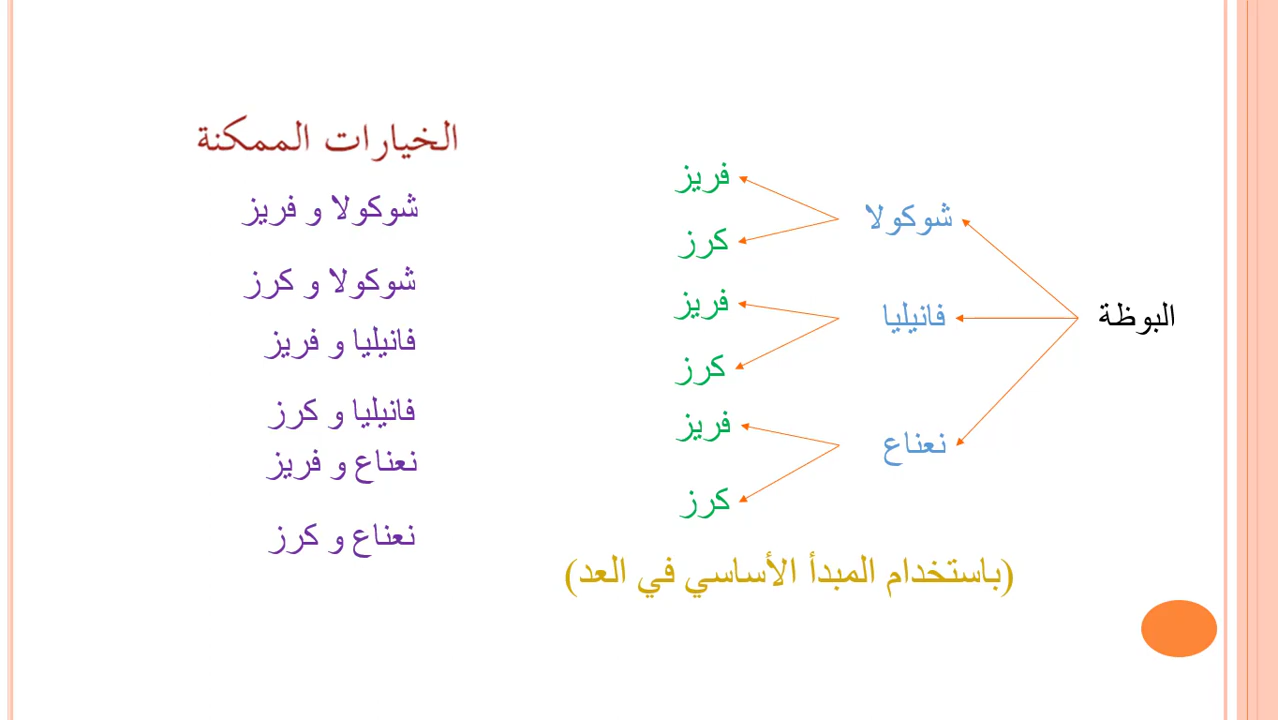 البوظة
شوكولا
فريز
كرز
فانيليا
فريز
كرز
نعناع
فريز
كرز
(باستخدام المبدأ الأساسي في العد)
الخيارات الممكنة
شوكولا و فريز
شوكولا و كرز
فانيليا و فريز
فانيليا و كرز
نعناع و فريز
نعناع و كرز